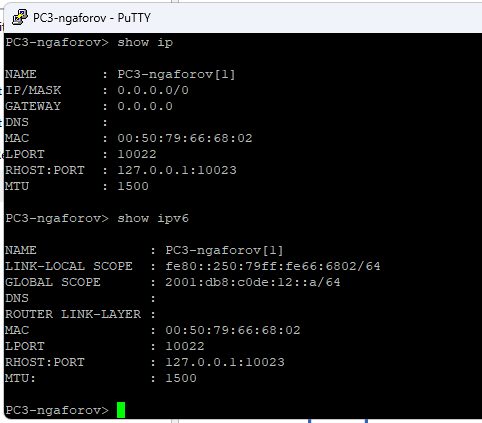 PC3-ngaforov - PuTTY
PC3-ngaforov> show ip
NAME : PC3-ngaforov[1]
IP/MASK : 0.0.0.0/0
GATEWAY : 0.0.0.0
DNS :
MAC : 00:50:79:66:68:02
LPORT : 10022
RHOST:PORT : 127.0.0.1:10023
MTU : 1500
PC3-ngaforov> show ipv6
NAME : PC3-ngaforov[1]
LINK-LOCAL SCOPE : fe80::250:79ff:fe66:6802/64
GLOBAL SCOPE : 2001:db8:c0de:12::a/64
DNS :
ROUTER LINK-LAYER :
MAC : 00:50:79:66:68:02
LPORT : 10022
RHOST:PORT : 127.0.0.1:10023
MTU: : 1500
PC3-ngaforov>